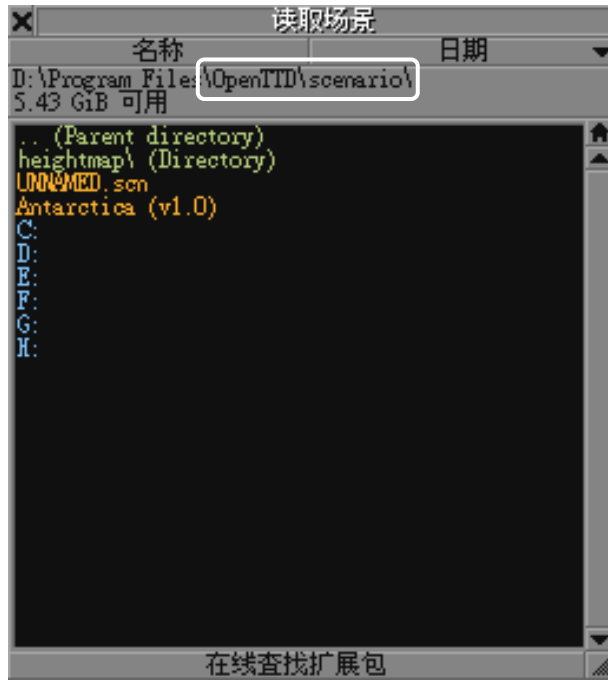 读取场景
名称 日期
D:\Program Files\OpenTTD\scenario\
5.43 GiB 可用
.. (Parent directory)
heightmap\ (Directory)
UNNAMED.scn
Antarctica (v1.0)
C:
D:
E:
F:
G:
H:
在线查找扩展包